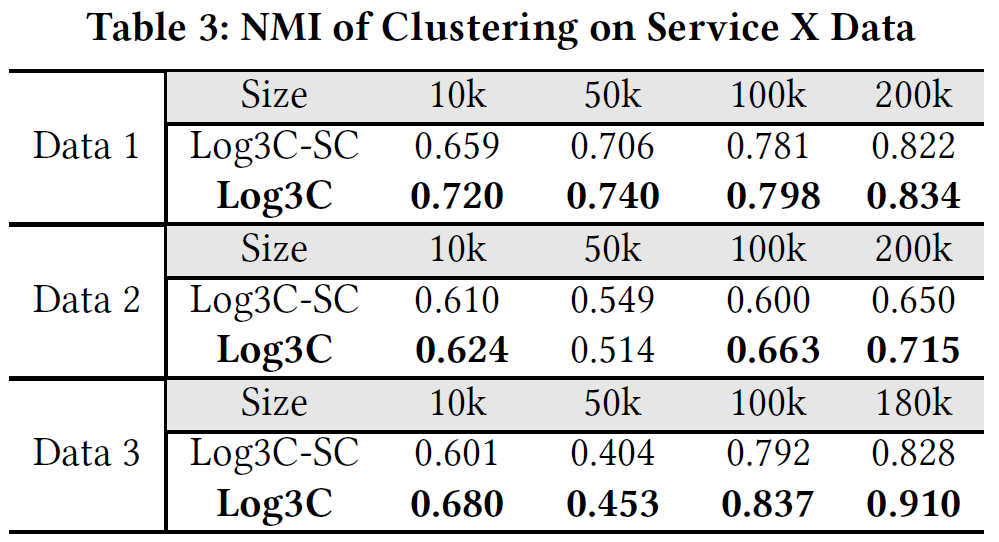 Table 3: NMI of Clustering on Service X Data
Data 1
Size 10k 50k 100k 200k
Log3C-SC 0.659 0.706 0.781 0.822
Log3C 0.720 0.740 0.798 0.834
Data 2
Size 10k 50k 100k 200k
Log3C-SC 0.610 0.549 0.600 0.650
Log3C 0.624 0.514 0.663 0.715
Data 3
Size 10k 50k 100k 180k
Log3C-SC 0.601 0.404 0.792 0.828
Log3C 0.680 0.453 0.837 0.910